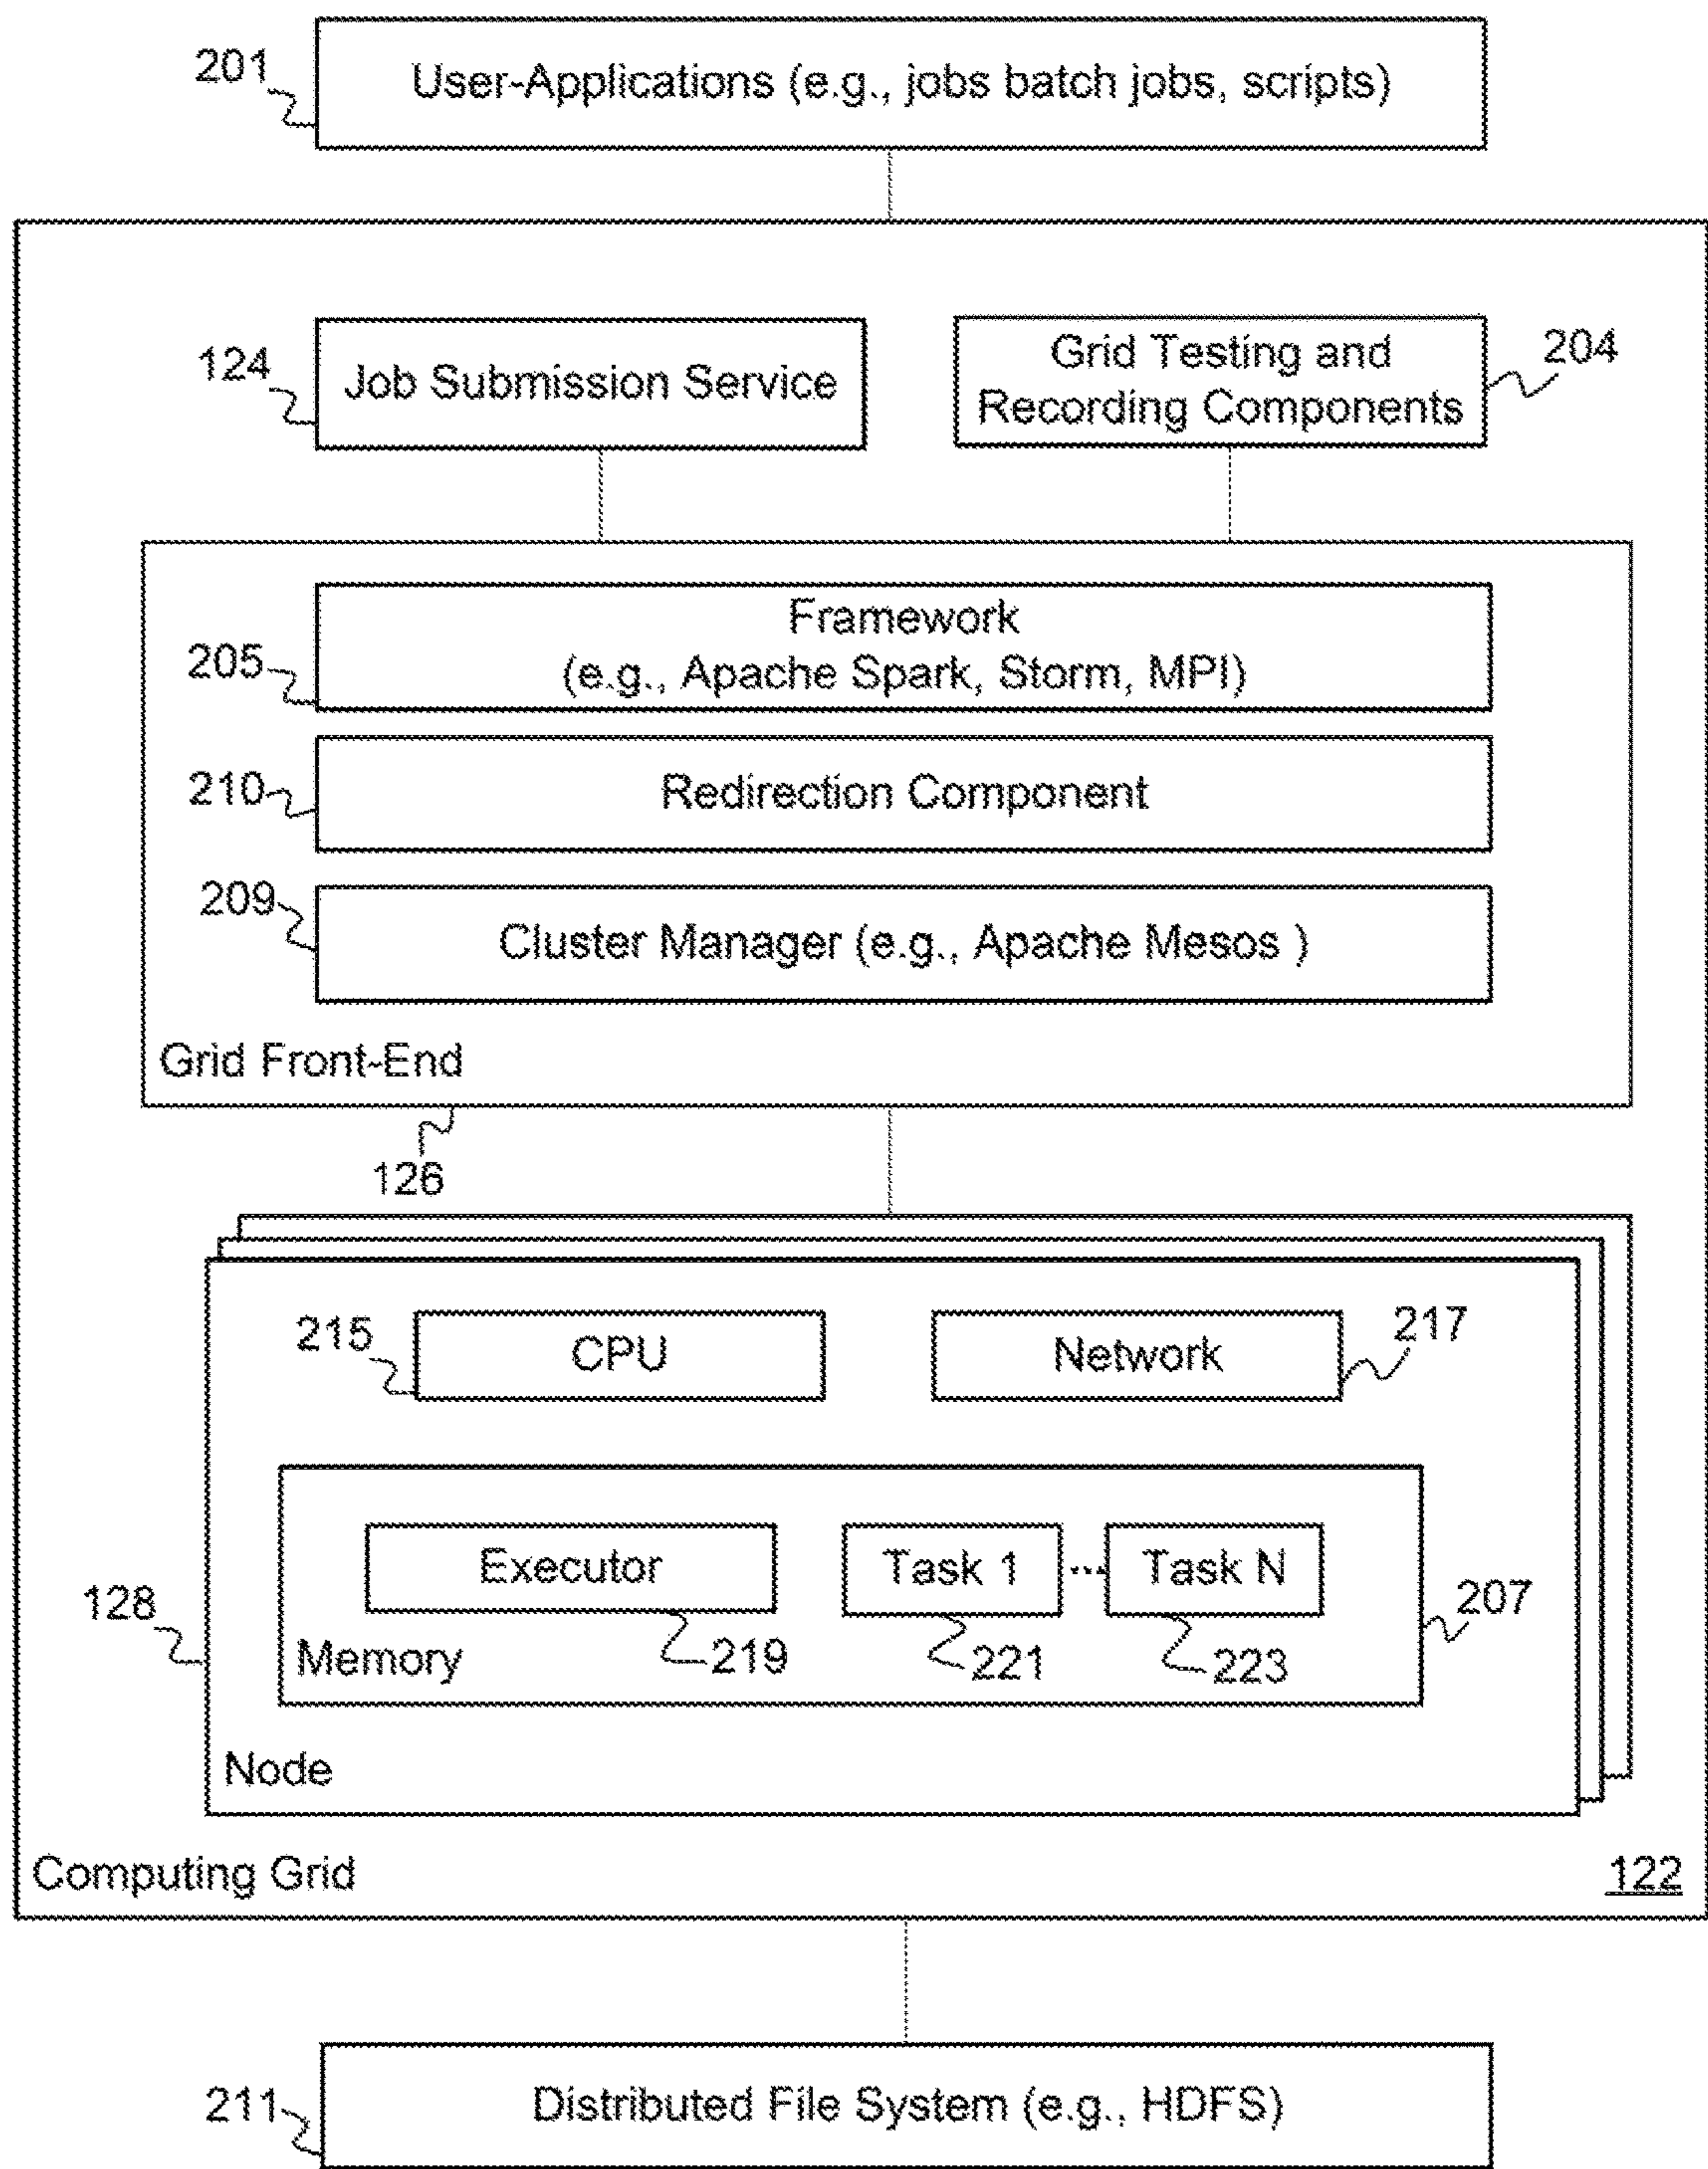 201
User-Applications (e.g., jobs batch jobs, scripts)
124
Job Submission Service
Grid Testing and
Recording Components
204
205
Framework
(e.g., Apache Spark, Storm, MPI)
210
Redirection Component
209
Cluster Manager (e.g., Apache Mesos )
Grid Front-End
126
215
CPU
Network
217
128
Executor
Task 1
Task N
207
Memory
219
221
223
Node
Computing Grid
122
211
Distributed File System (e.g., HDFS)